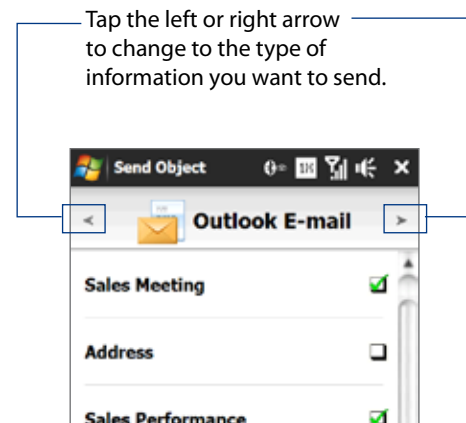 Tap the left or right arrow
to change to the type of
information you want to send.
Send Object
Outlook E-mail
Sales Meeting
Address
Sales Performance